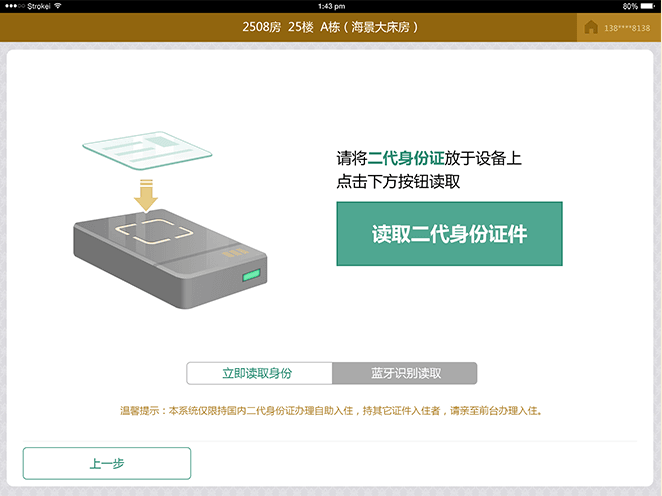 Strokei
1:43 pm
80%
2508房 25楼 A栋（海景大床房）
138****8138
请将二代身份证放于设备上
点击下方按钮读取
读取二代身份证件
立即读取身份
蓝牙识别读取
温馨提示：本系统仅限持国内二代身份证办理自助入住，持其它证件入住者，请亲至前台办理入住。
上一步